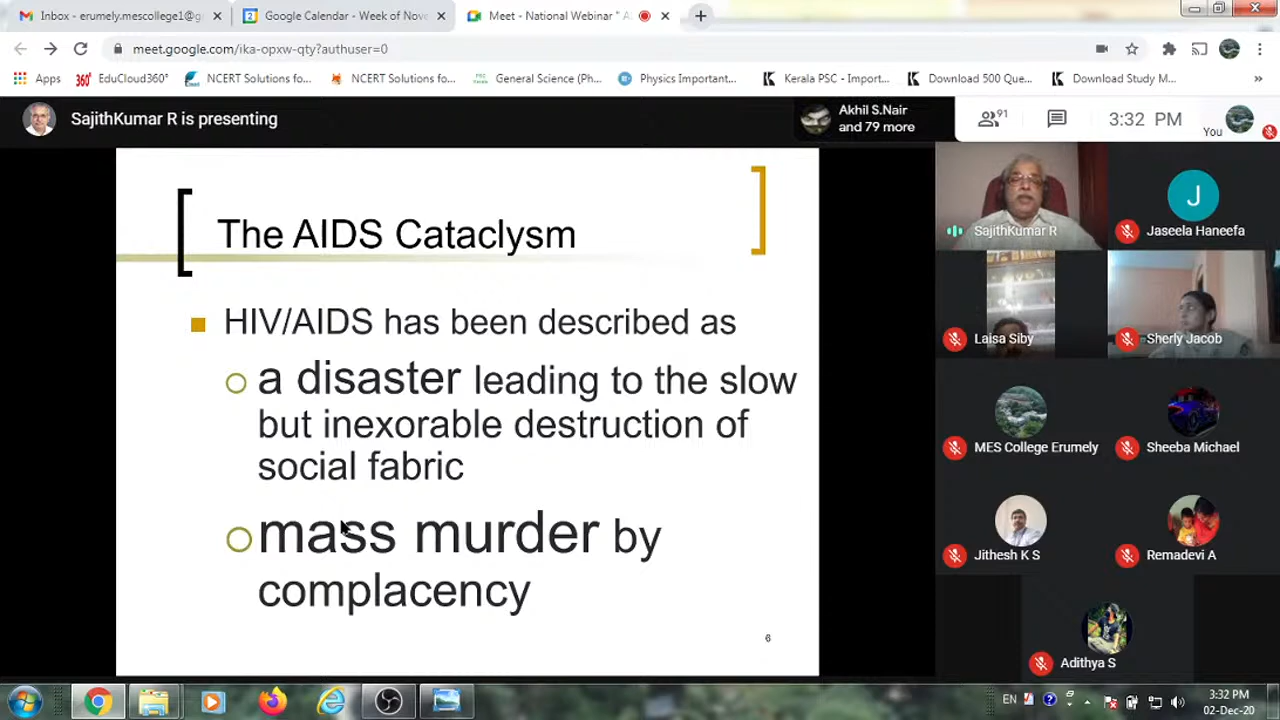 Inbox - erumely.mescollege1@g
Google Calendar - Week of Nove
Meet - National Webinar " A
meet.google.com/ika-opxw-qty?authuser=0
Apps
EduCloud360°
NCERT Solutions fo...
NCERT Solutions fo...
General Science (Ph...
Physics Important...
Kerala PSC - Import...
Download 500 Que...
Download Study M...
SajithKumar R is presenting
Akhil S.Nair
and 79 more
91
3:32 PM
You
The AIDS Cataclysm
HIV/AIDS has been described as
a disaster leading to the slow
but inexorable destruction of
social fabric
mass murder by
complacency
6
SajithKumar R
J
Jaseela Haneefa
Laisa Siby
Sherly Jacob
MES College Erumely
Sheeba Michael
Jithesh K S
Remadevi A
Adithya S
EN
3:32 PM
02-Dec-20